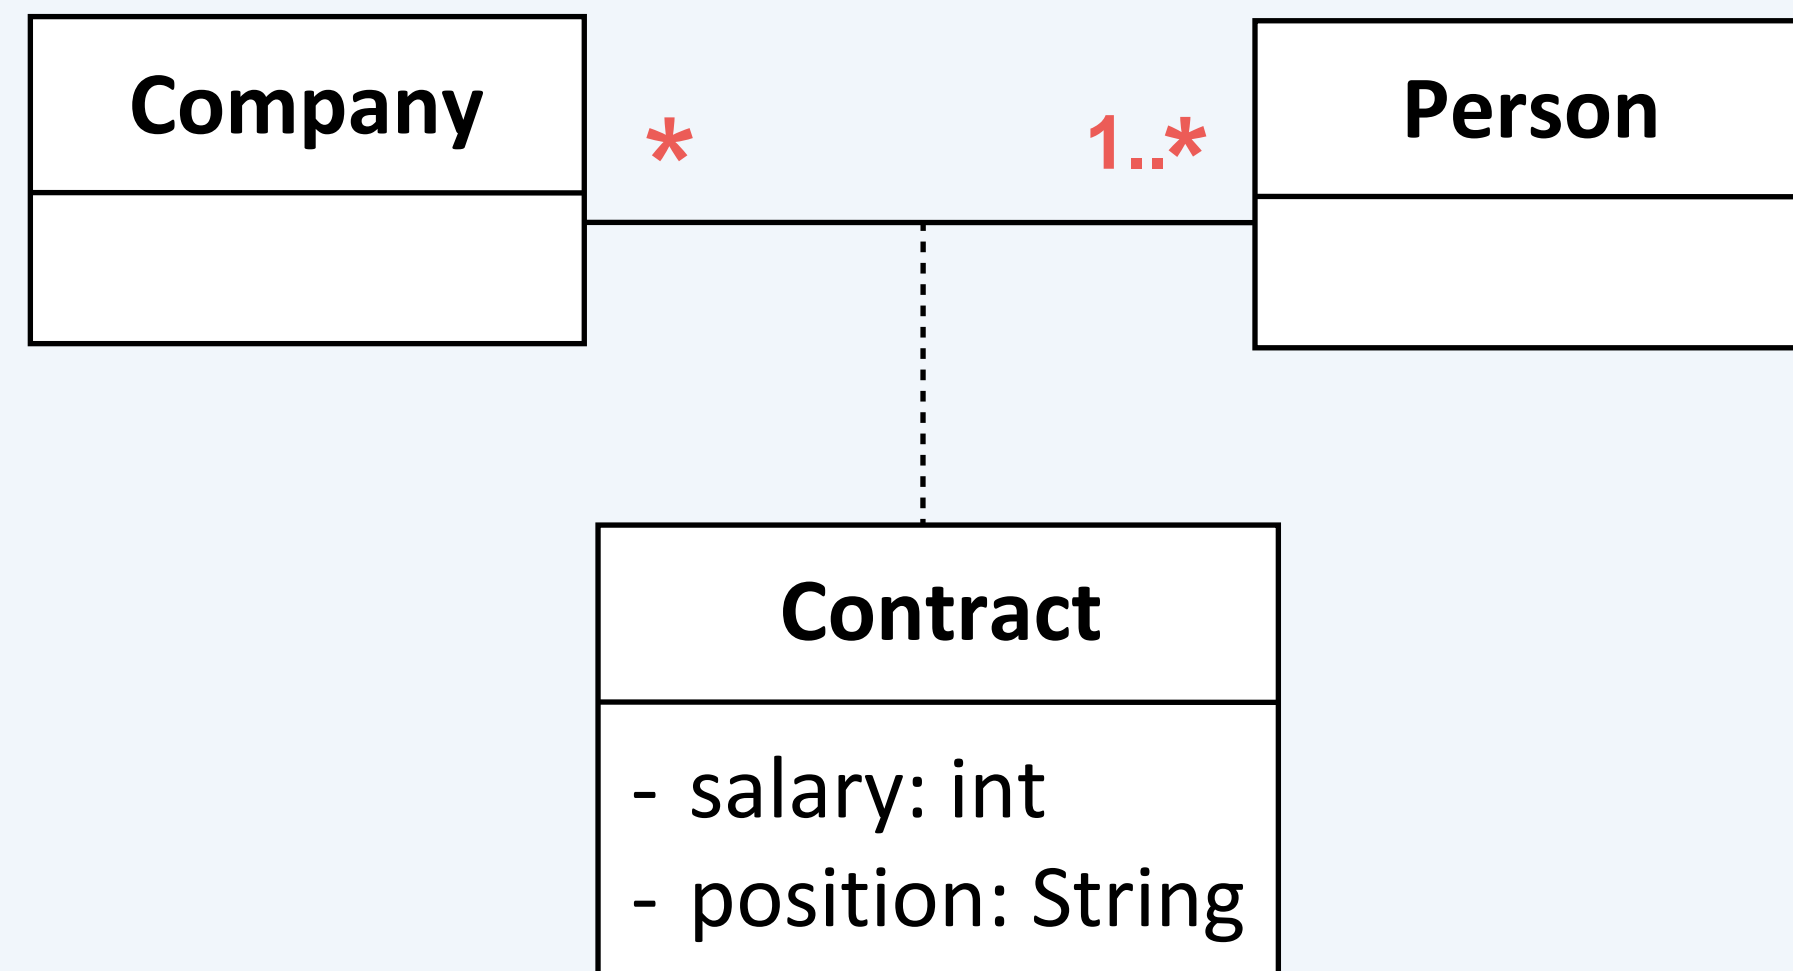 Company
* 1..*
Person
Contract
- salary: int
- position: String